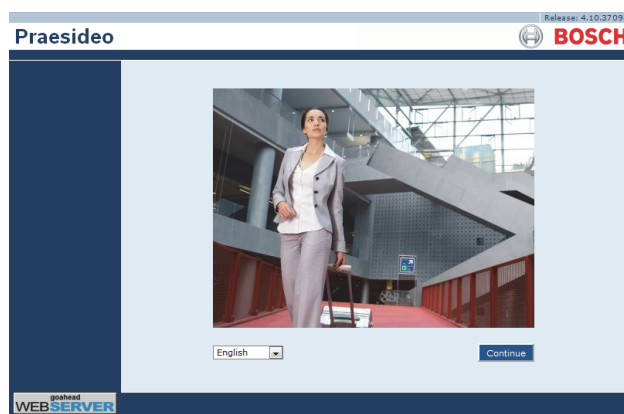 Release: 4.10.3709
Praesideo
BOSCH
English
Continue
goahead
WEBSERVER